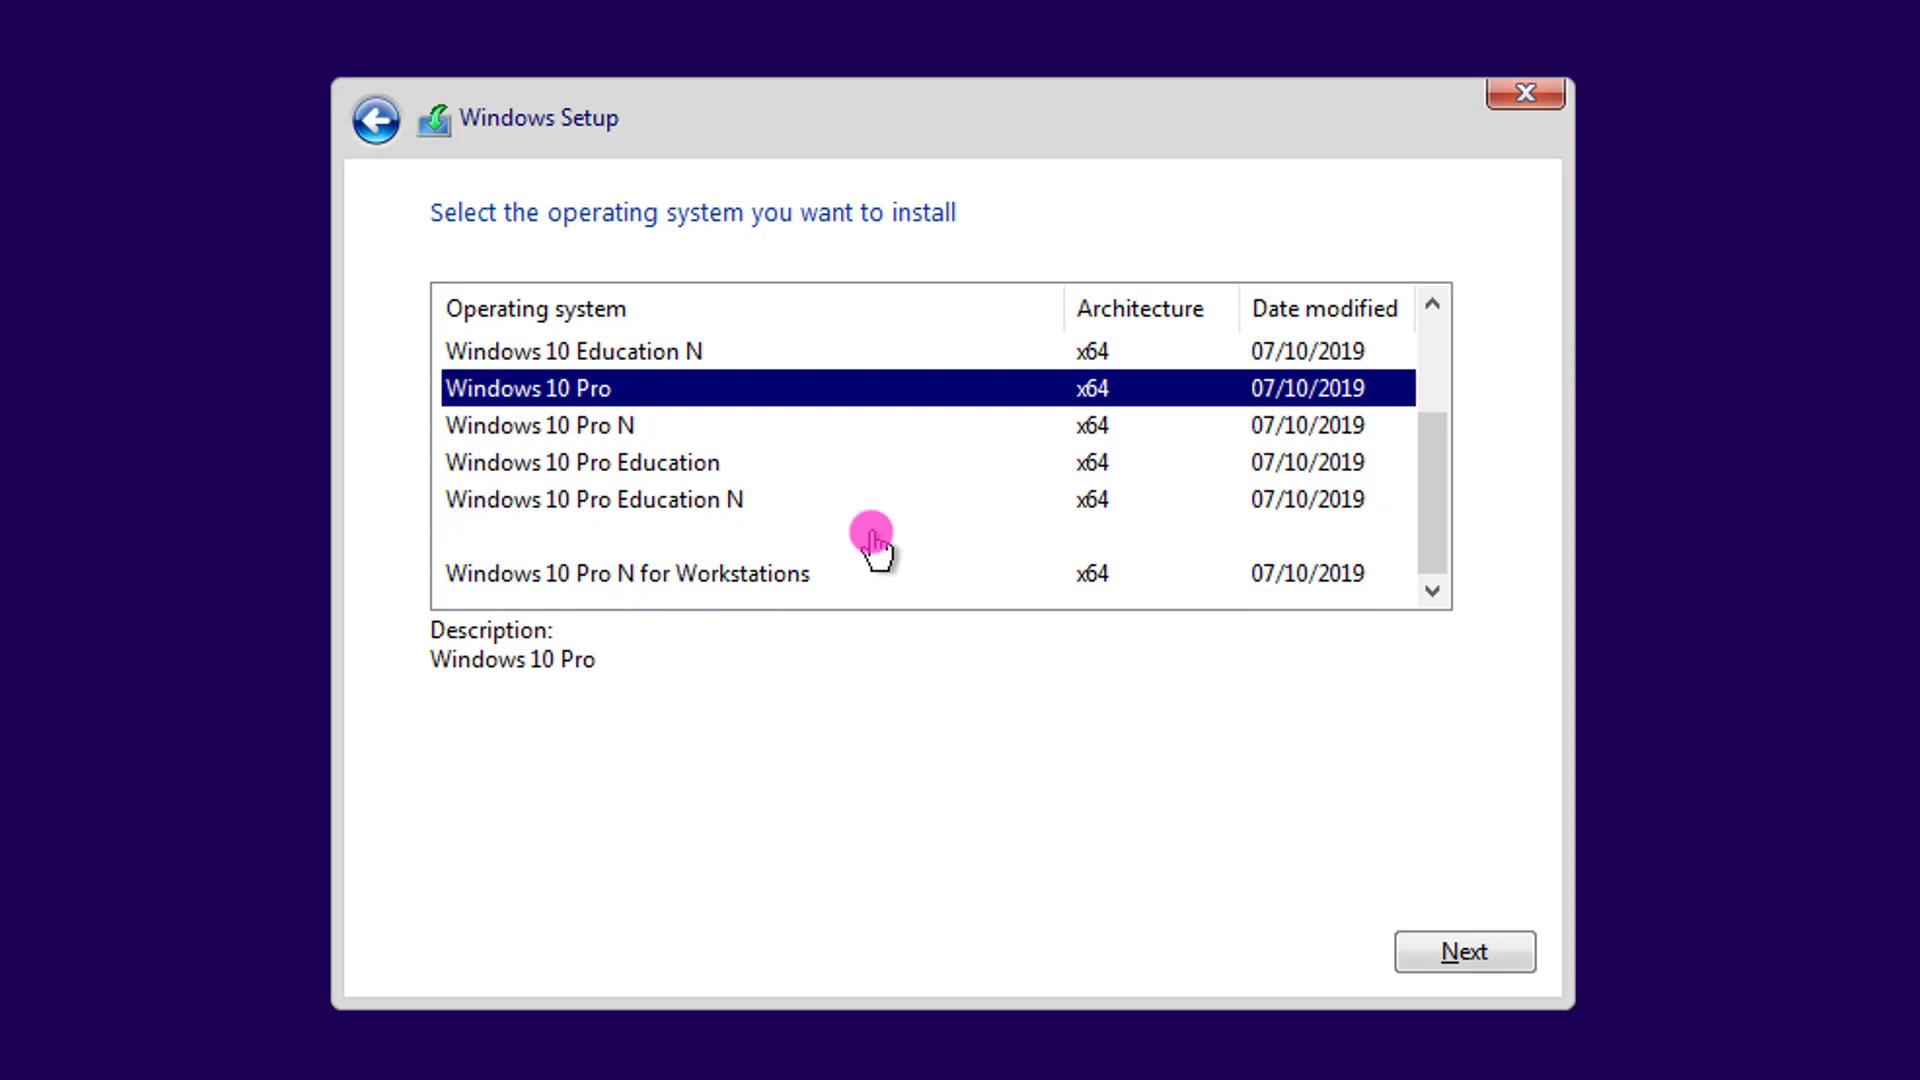 Windows Setup
Select the operating system you want to install
Operating system Architecture Date modified
Windows 10 Education N x64 07/10/2019
Windows 10 Pro x64 07/10/2019
Windows 10 Pro N x64 07/10/2019
Windows 10 Pro Education x64 07/10/2019
Windows 10 Pro Education N x64 07/10/2019
Windows 10 Pro N for Workstations x64 07/10/2019
Description:
Windows 10 Pro
Next